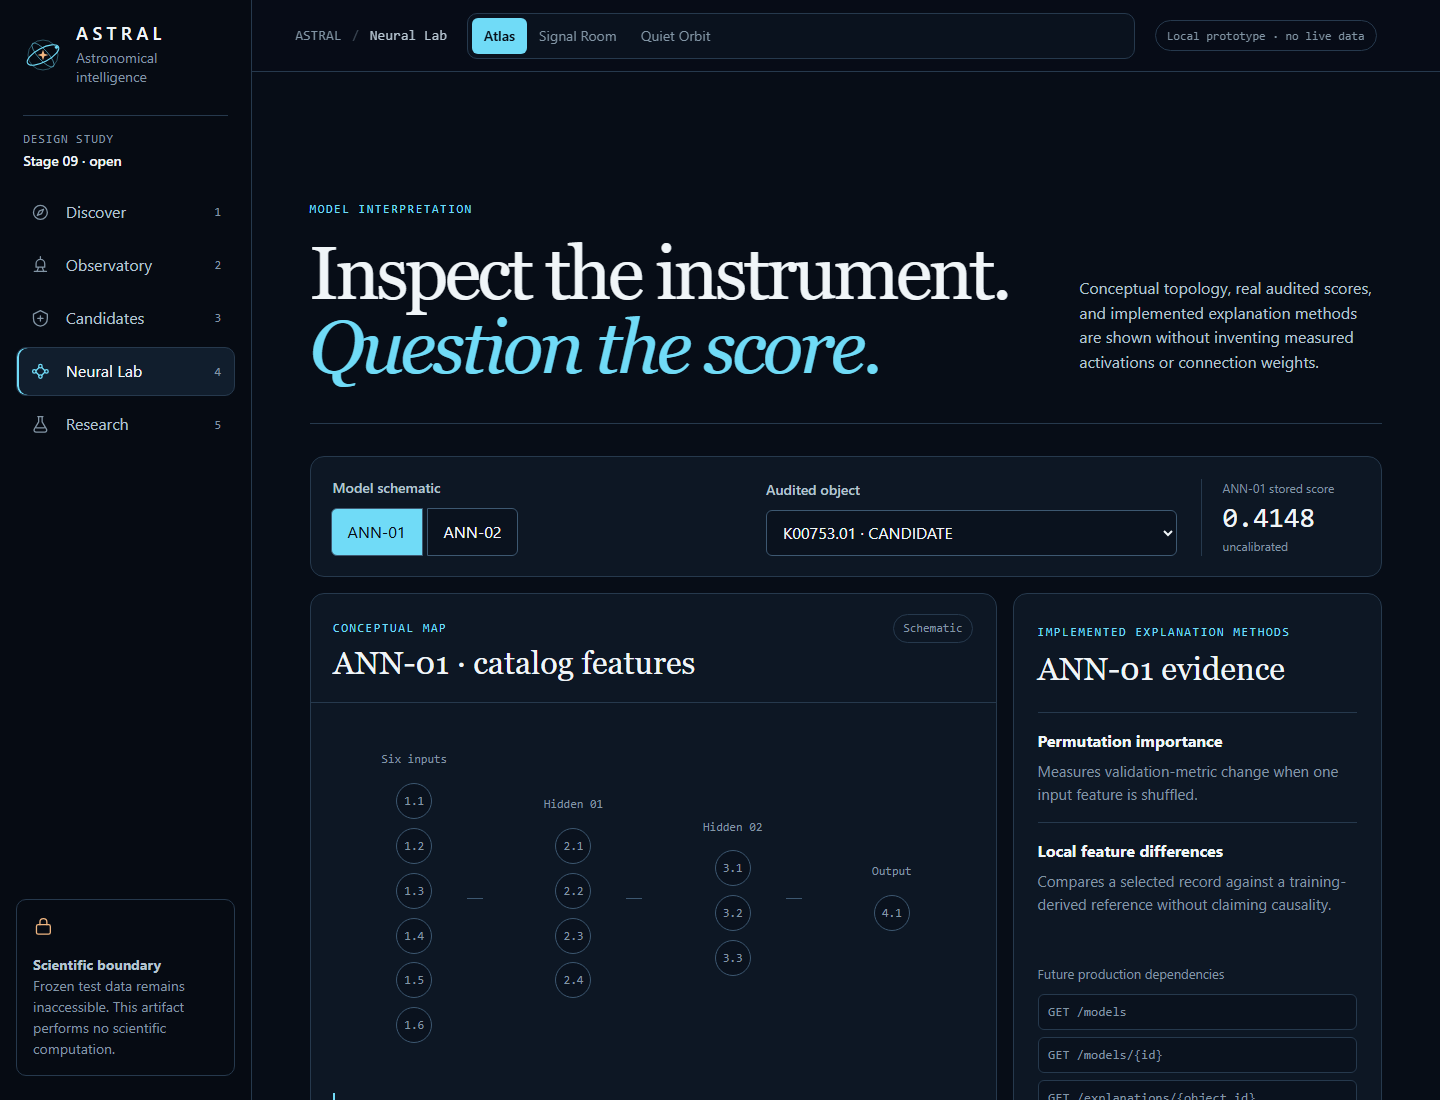 ASTRAL
Astronomical
intelligence
DESIGN STUDY
Stage 09 · open
Discover 1
Observatory 2
Candidates 3
Neural Lab 4
Research 5
Scientific boundary
Frozen test data remains
inaccessible. This artifact
performs no scientific
computation.
ASTRAL / Neural Lab
Atlas Signal Room Quiet Orbit
Local prototype · no live data
MODEL INTERPRETATION
Inspect the instrument.
Question the score.
Conceptual topology, real audited scores,
and implemented explanation methods
are shown without inventing measured
activations or connection weights.
Model schematic
ANN-01 ANN-02
Audited object
K00753.01 · CANDIDATE
ANN-01 stored score
0.4148
uncalibrated
CONCEPTUAL MAP
Schematic
ANN-01 · catalog features
Six inputs
1.1
1.2
1.3
1.4
1.5
1.6
Hidden 01
2.1
2.2
2.3
2.4
Hidden 02
3.1
3.2
3.3
Output
4.1
IMPLEMENTED EXPLANATION METHODS
ANN-01 evidence
Permutation importance
Measures validation-metric change when one
input feature is shuffled.
Local feature differences
Compares a selected record against a training-
derived reference without claiming causality.
Future production dependencies
GET /models
GET /models/{id}
GET /explanations/{object_id}